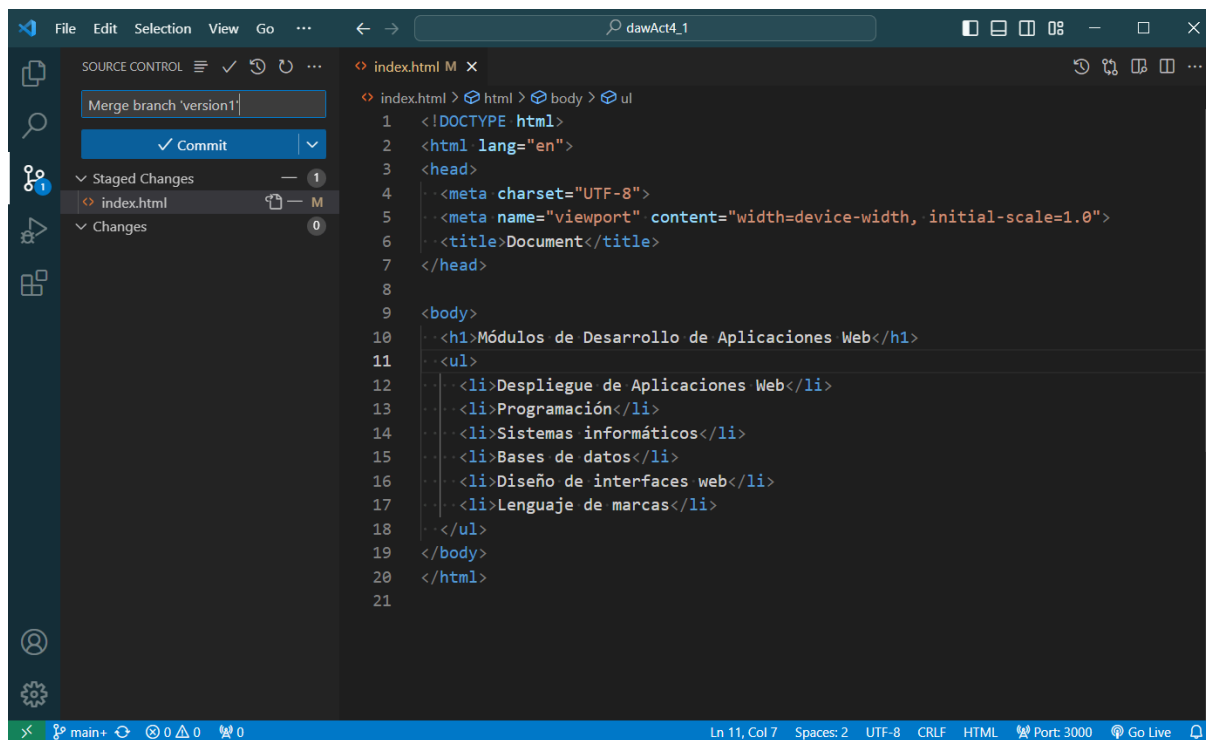 File Edit Selection View Go ··· dawAct4_1
SOURCE CONTROL
Merge branch 'version1'
Commit
Staged Changes 1
index.html M
Changes 0
1
index.html M
index.html > html > body > ul
1 <!DOCTYPE html>
2 <html lang="en">
3 <head>
4 <meta charset="UTF-8">
5 <meta name="viewport" content="width=device-width, initial-scale=1.0">
6 <title>Document</title>
7 </head>
8
9 <body>
10 <h1>Módulos de Desarrollo de Aplicaciones Web</h1>
11 <ul>
12 <li>Despliegue de Aplicaciones Web</li>
13 <li>Programación</li>
14 <li>Sistemas informáticos</li>
15 <li>Bases de datos</li>
16 <li>Diseño de interfaces web</li>
17 <li>Lenguaje de marcas</li>
18 </ul>
19 </body>
20 </html>
21
main+ 0 0 0 Ln 11, Col 7 Spaces: 2 UTF-8 CRLF HTML Port: 3000 Go Live